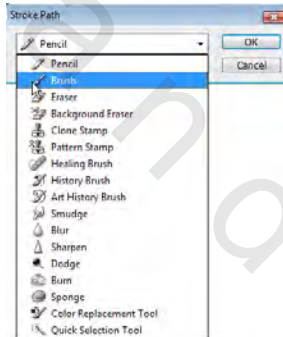 Stroke Path
Pencil
OK
Cancel
Pencil
Brush
Eraser
Background Eraser
Clone Stamp
Pattern Stamp
Healing Brush
History Brush
Art History Brush
Smudge
Blur
Sharpen
Dodge
Burn
Sponge
Color Replacement Tool
Quick Selection Tool